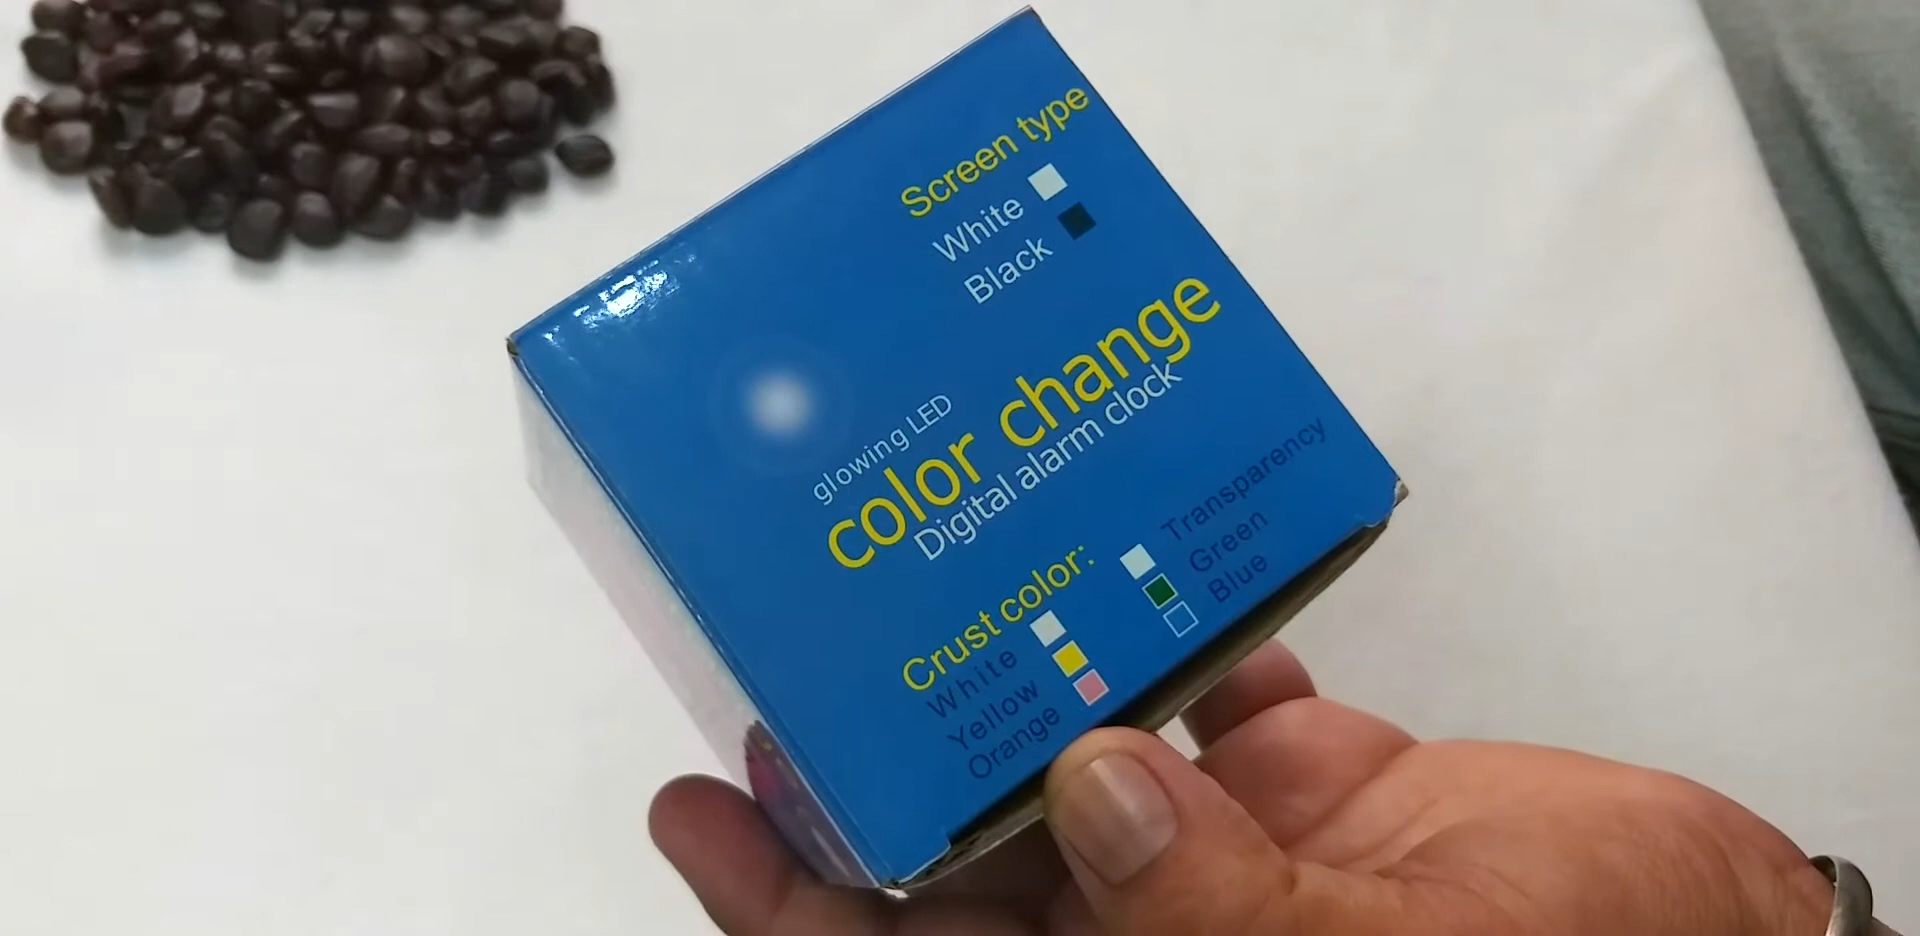 Screen type
White
Black
glowing LED
color change
Digital alarm clock
Crust color:
White
Yellow
Orange
Transparency
Green
Blue